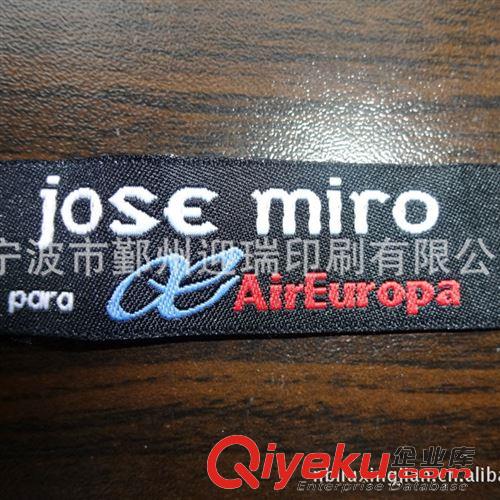 jose miro
宁波市鄞州迎瑞印刷有限公
para Æ AirEuropa
Qiyeku.com 企业库
Enterprise Database